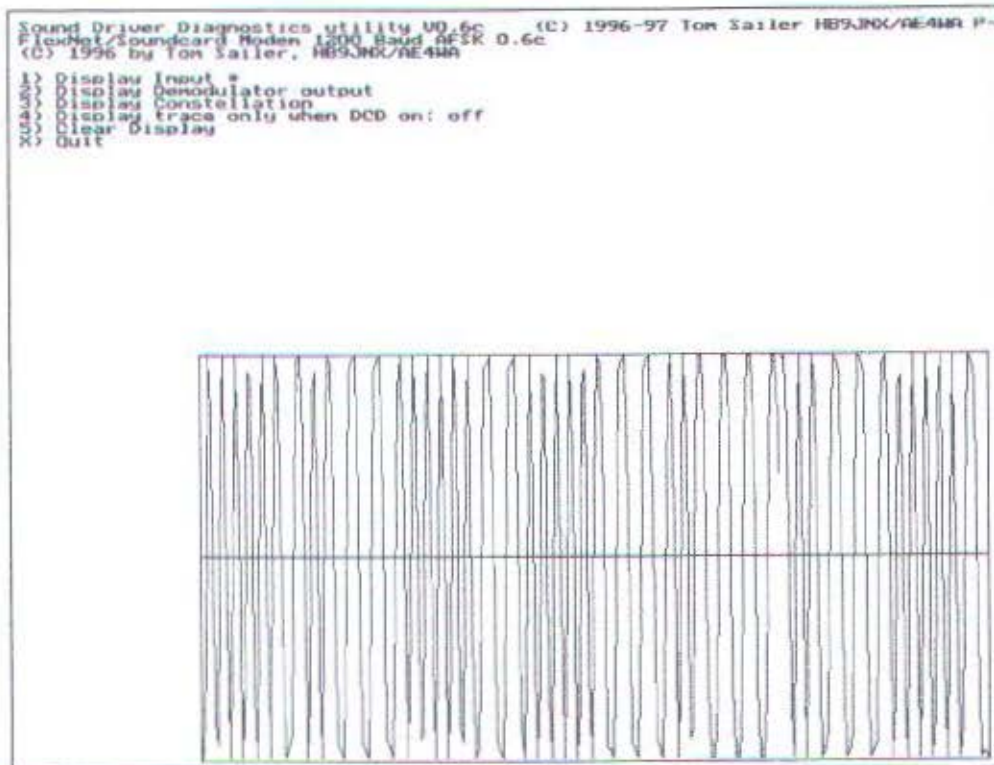 Sound Driver Diagnostics utility V0.6c (C) 1996-97 Tom Sailer HB9JNX/AE4WA P-
FlexNet/Soundcard Modem 1200 Baud AFSK 0.6c
(C) 1996 by Tom Sailer, HB9JNX/AE4WA
1) Display Input *
2) Display Demodulator output
3) Display Constellation
4) Display trace only when DCD on: off
5) Clear Display
X) Quit